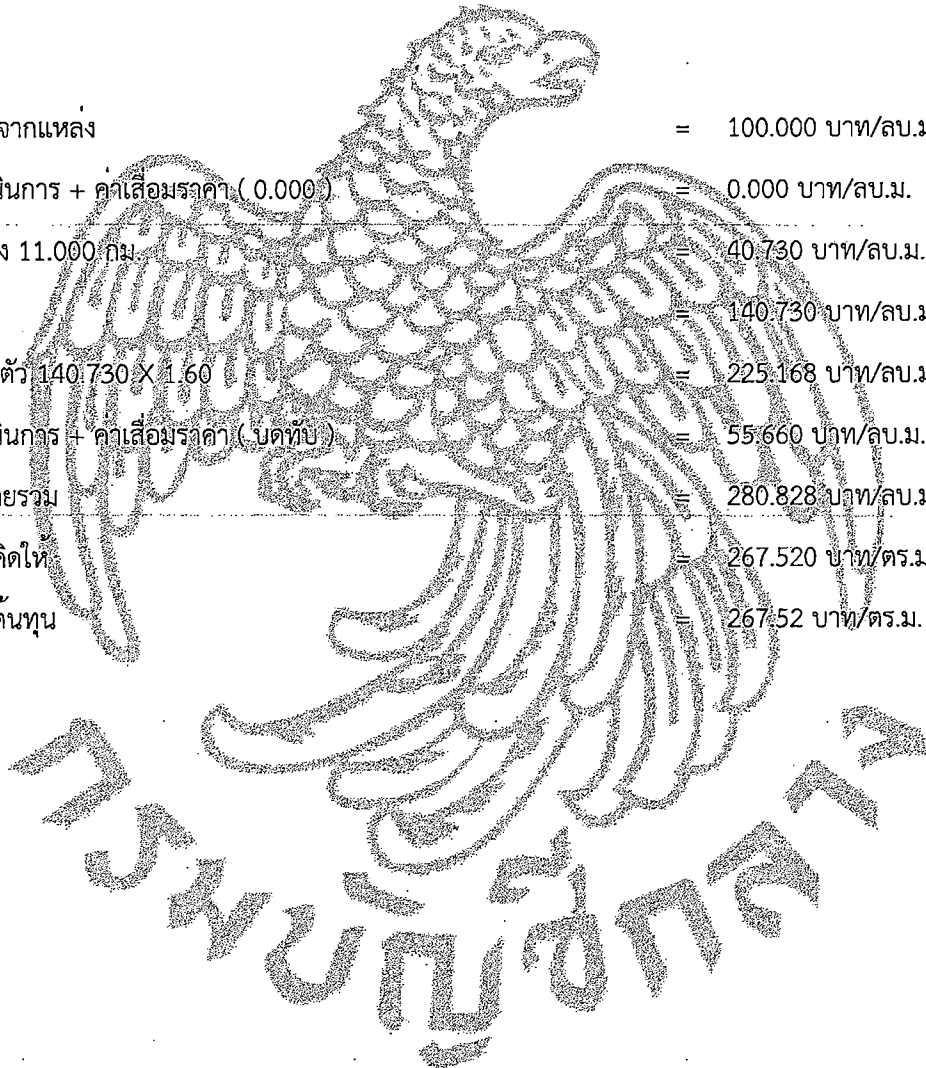 จากแหล่ง = 100.000 บาท/ลบ.ม
นินการ + ค่าเสื่อมราคา ( 0.000 ) = 0.000 บาท/ลบ.ม.
ง 11.000 กม. = 40.730 บาท/ลบ.ม.
= 140.730 บาท/ลบ.ม
ตัว 140.730 X 1.60 = 225.168 บาท/ลบ.ม
นินการ + ค่าเสื่อมราคา ( บดทับ ) = 55.660 บาท/ลบ.ม.
ยรวม = 280.828 บาท/ลบ.ม
คิดให้ = 267.520 บาท/ตร.ม
ต้นทุน = 267.52 บาท/ตร.ม.
กรมบัญชี